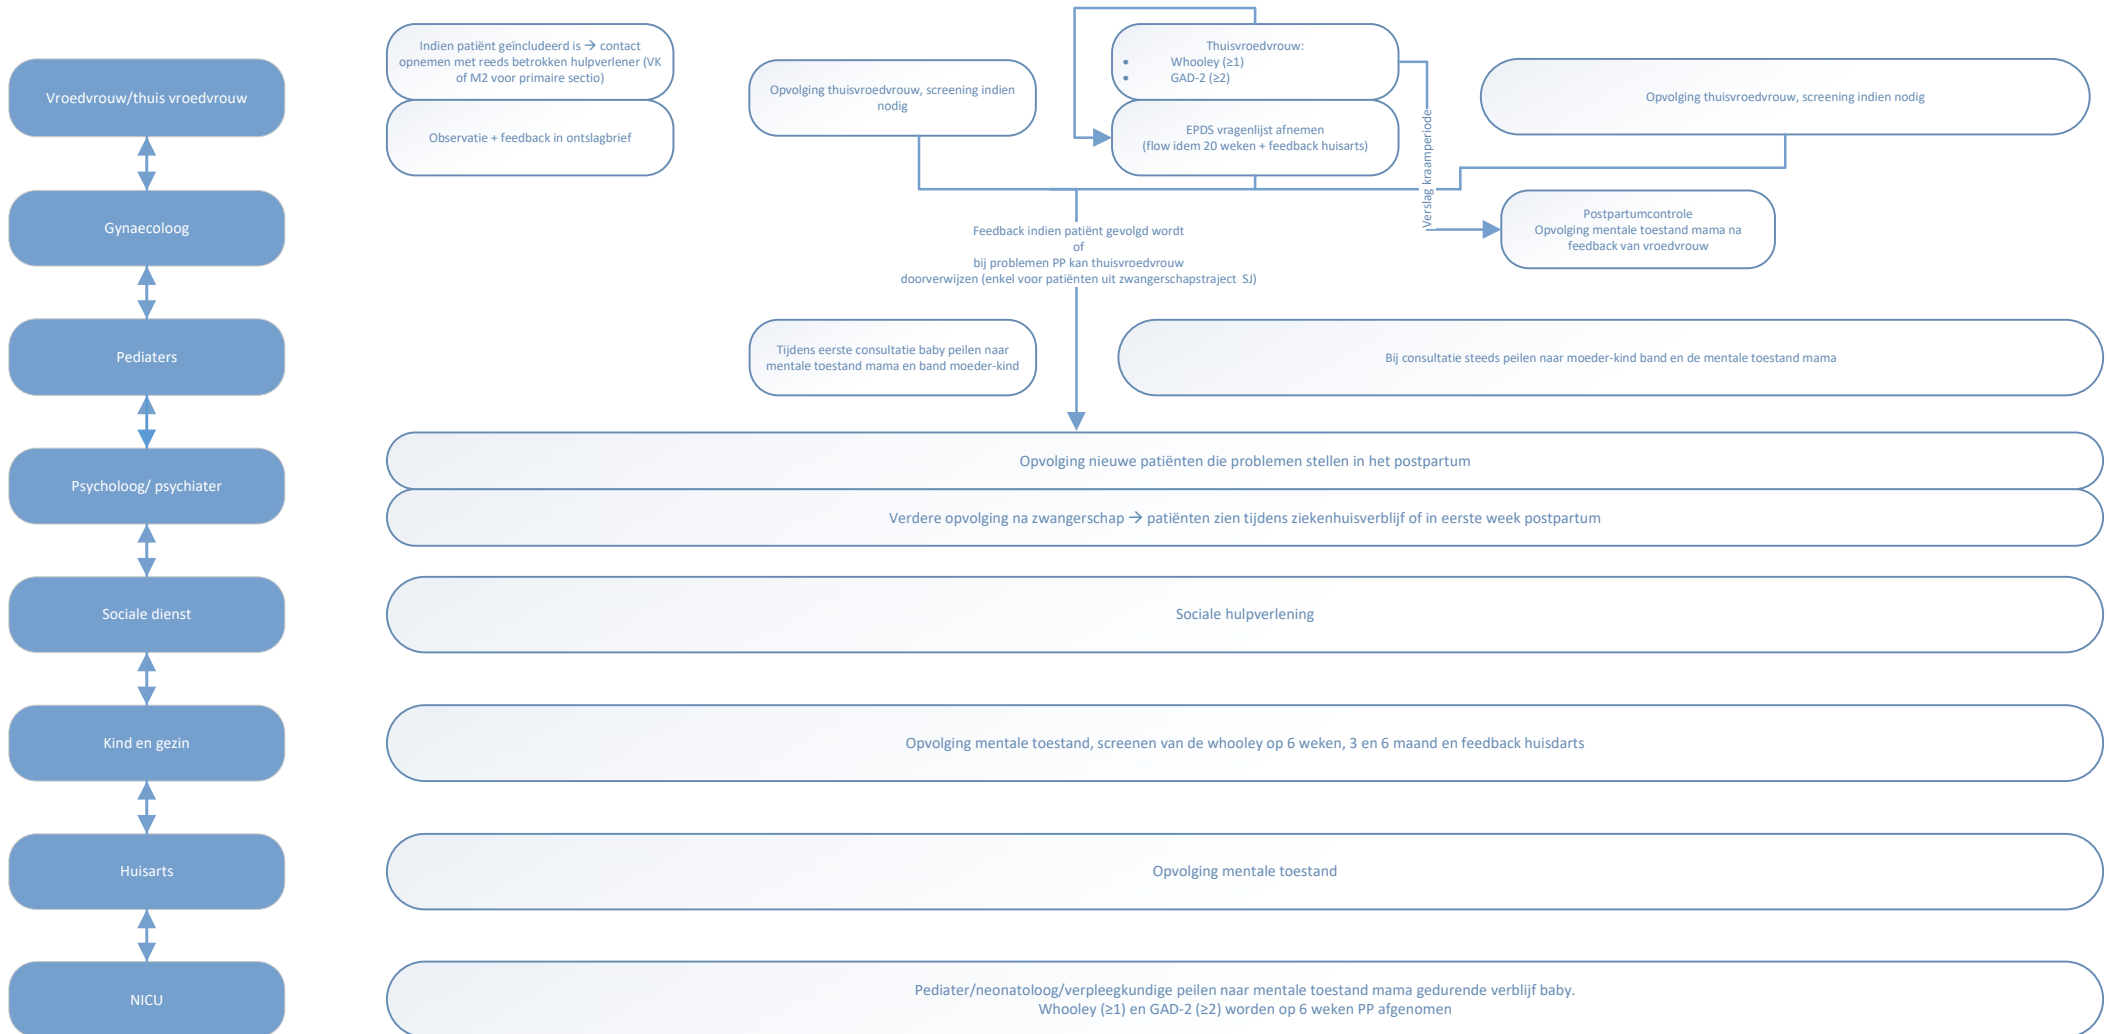 Vroedvrouw/thuis vroedvrouw
Indien patiënt geïncludeerd is → contact
opnemen met reeds betrokken hulpverlener (VK
of M2 voor primaire sectio)
Observatie + feedback in ontslagbrief
Opvolging thuisvroedvrouw, screening indien
nodig
Thuisvroedvrouw:
• Whooley (≥1)
• GAD-2 (≥2)
EPDS vragenlijst afnemen
(flow idem 20 weken + feedback huisarts)
Verslag kraamperiode
Opvolging thuisvroedvrouw, screening indien nodig
Gynaecoloog
Feedback indien patiënt gevolgd wordt
of
bij problemen PP kan thuisvroedvrouw
doorverwijzen (enkel voor patiënten uit zwangerschapstraject SJ)
Postpartumcontrole
Opvolging mentale toestand mama na
feedback van vroedvrouw
Pediaters
Tijdens eerste consultatie baby peilen naar
mentale toestand mama en band moeder-kind
Bij consultatie steeds peilen naar moeder-kind band en de mentale toestand mama
Psycholoog/ psychiater
Opvolging nieuwe patiënten die problemen stellen in het postpartum
Verdere opvolging na zwangerschap → patiënten zien tijdens ziekenhuisverblijf of in eerste week postpartum
Sociale dienst
Sociale hulpverlening
Kind en gezin
Opvolging mentale toestand, screenen van de whooley op 6 weken, 3 en 6 maand en feedback huisdarts
Huisarts
Opvolging mentale toestand
NICU
Pediater/neonatoloog/verpleegkundige peilen naar mentale toestand mama gedurende verblijf baby.
Whooley (≥1) en GAD-2 (≥2) worden op 6 weken PP afgenomen